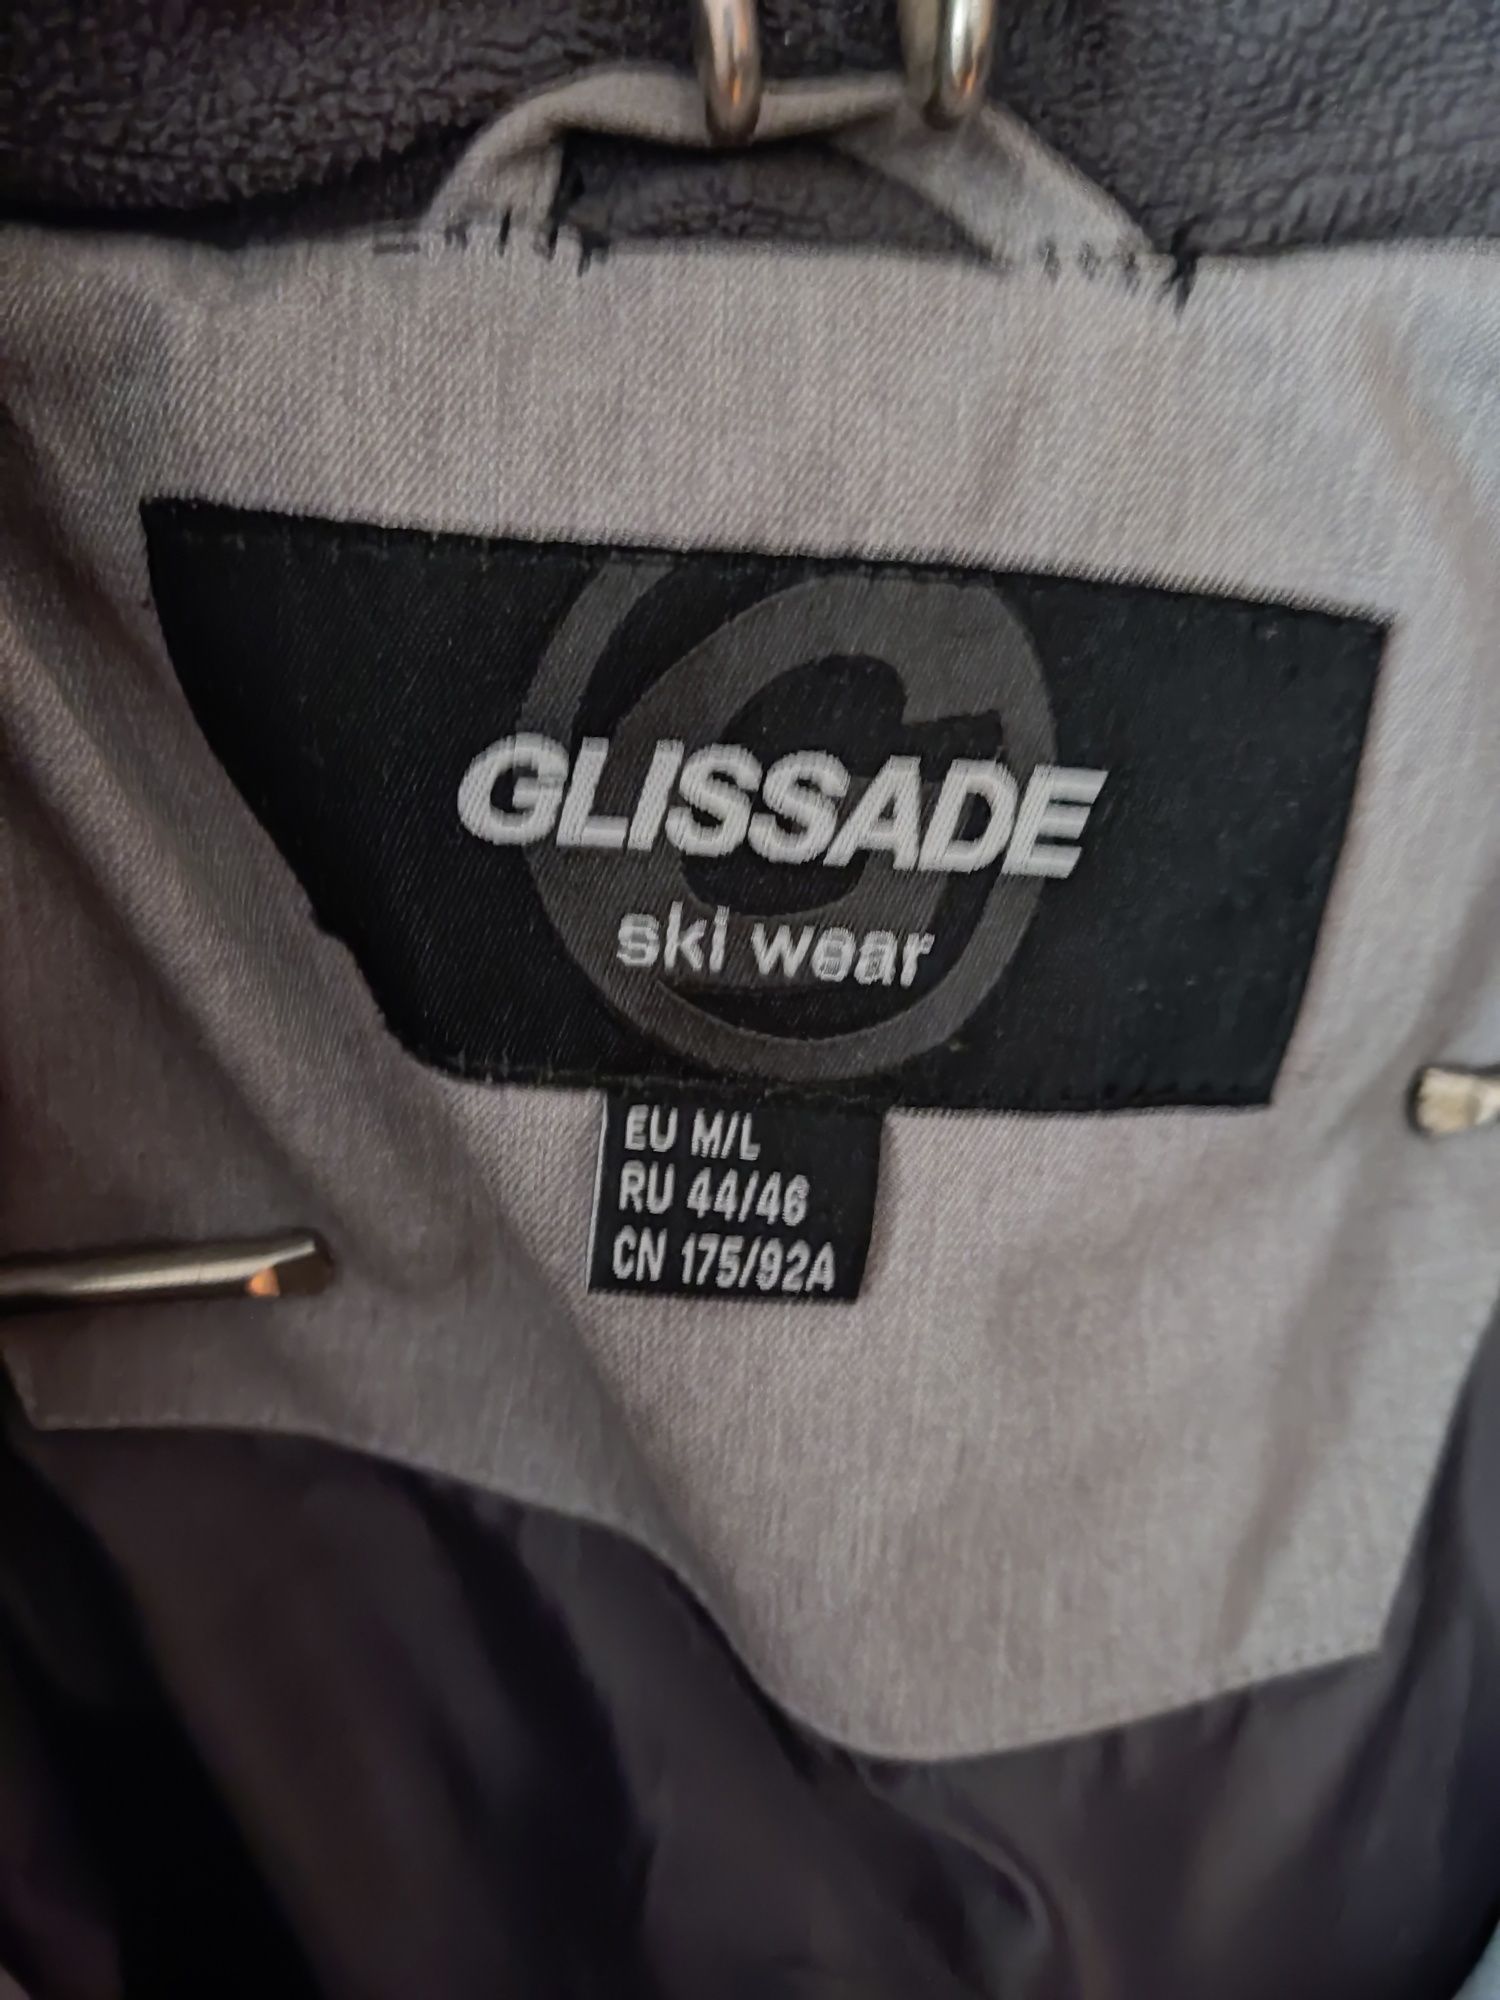 GLISSADE
ski wear
EU M/L
RU 44/46
CN 175/92A